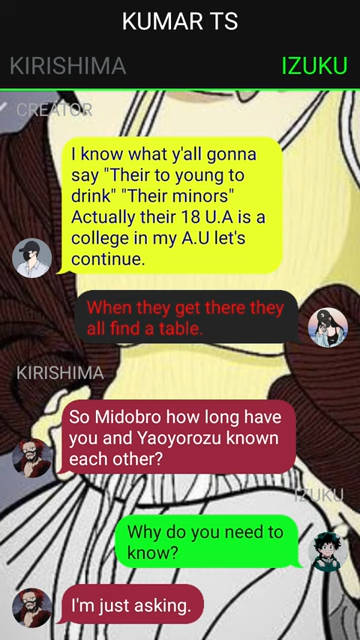 KUMAR TS
KIRISHIMA
IZUKU
CREATOR
I know what y'all gonna
say "Their to young to
drink" "Their minors"
Actually their 18 U.A is a
college in my A.U let's
continue.
When they get there they
all find a table.
KIRISHIMA
So Midobro how long have
you and Yaoyorozu known
each other?
IZUKU
Why do you need to
know?
I'm just asking.